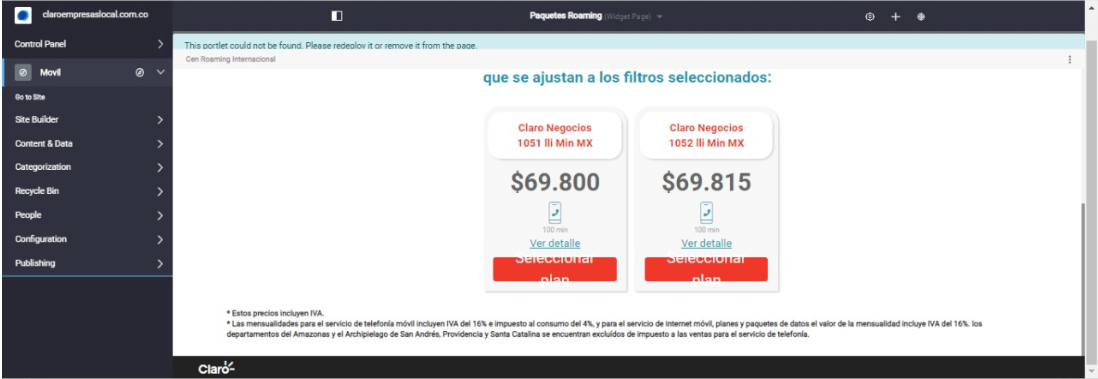 claroempresaslocal.com.co
Paquetes Roaming (Widget Page)
Control Panel
Movil
Go to Site
Site Builder
Content & Data
Categorization
Recycle Bin
People
Configuration
Publishing
This portlet could not be found. Please redeploy it or remove it from the page.
Cen Roaming Internacional
que se ajustan a los filtros seleccionados:
Claro Negocios
1051 lli Min MX
$69.800
100 min
Ver detalle
Seleccionar
plan
Claro Negocios
1052 lli Min MX
$69.815
100 min
Ver detalle
Seleccionar
plan
* Estos precios incluyen IVA.
* Las mensualidades para el servicio de telefonía móvil incluyen IVA del 16% e impuesto al consumo del 4%, y para el servicio de internet móvil, planes y paquetes de datos el valor de la mensualidad incluye IVA del 16%. los
departamentos del Amazonas y el Archipielago de San Andrés, Providencia y Santa Catalina se encuentran excluídos de impuesto a las ventas para el servicio de telefonía.
Claro